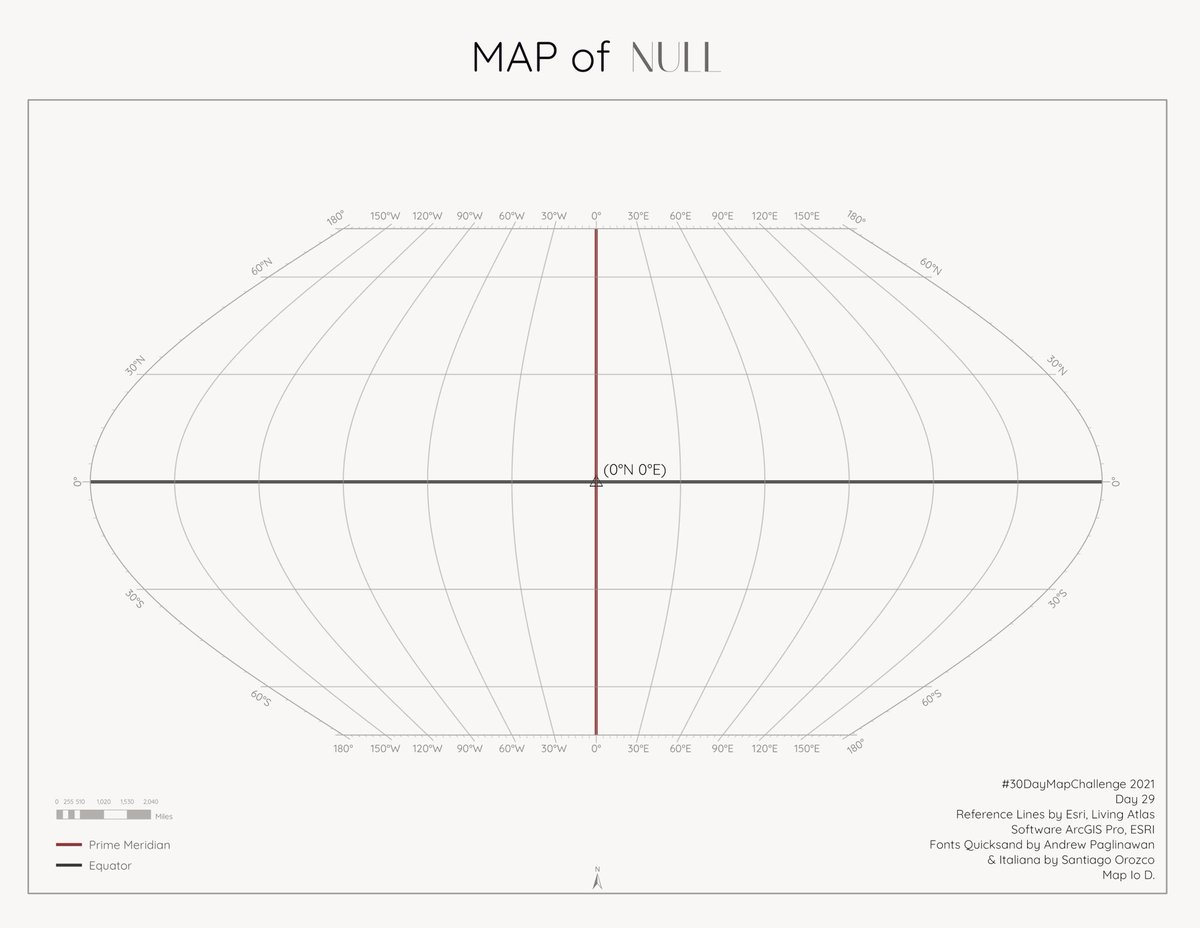 MAP of NULL
180° 150°W 120°W 90°W 60°W 30°W 0° 30°E 60°E 90°E 120°E 150°E 180°
60°N 60°N
30°N 30°N
(0°N 0°E)
0° 0°
30°S 30°S
60°S 60°S
180° 150°W 120°W 90°W 60°W 30°W 0° 30°E 60°E 90°E 120°E 150°E 180°
0 255 510 1,020 1,530 2,040
Miles
Prime Meridian
Equator
N
#30DayMapChallenge 2021
Day 29
Reference Lines by Esri, Living Atlas
Software ArcGIS Pro, ESRI
Fonts Quicksand by Andrew Paglinawan
& Italiana by Santiago Orozco
Map Io D.